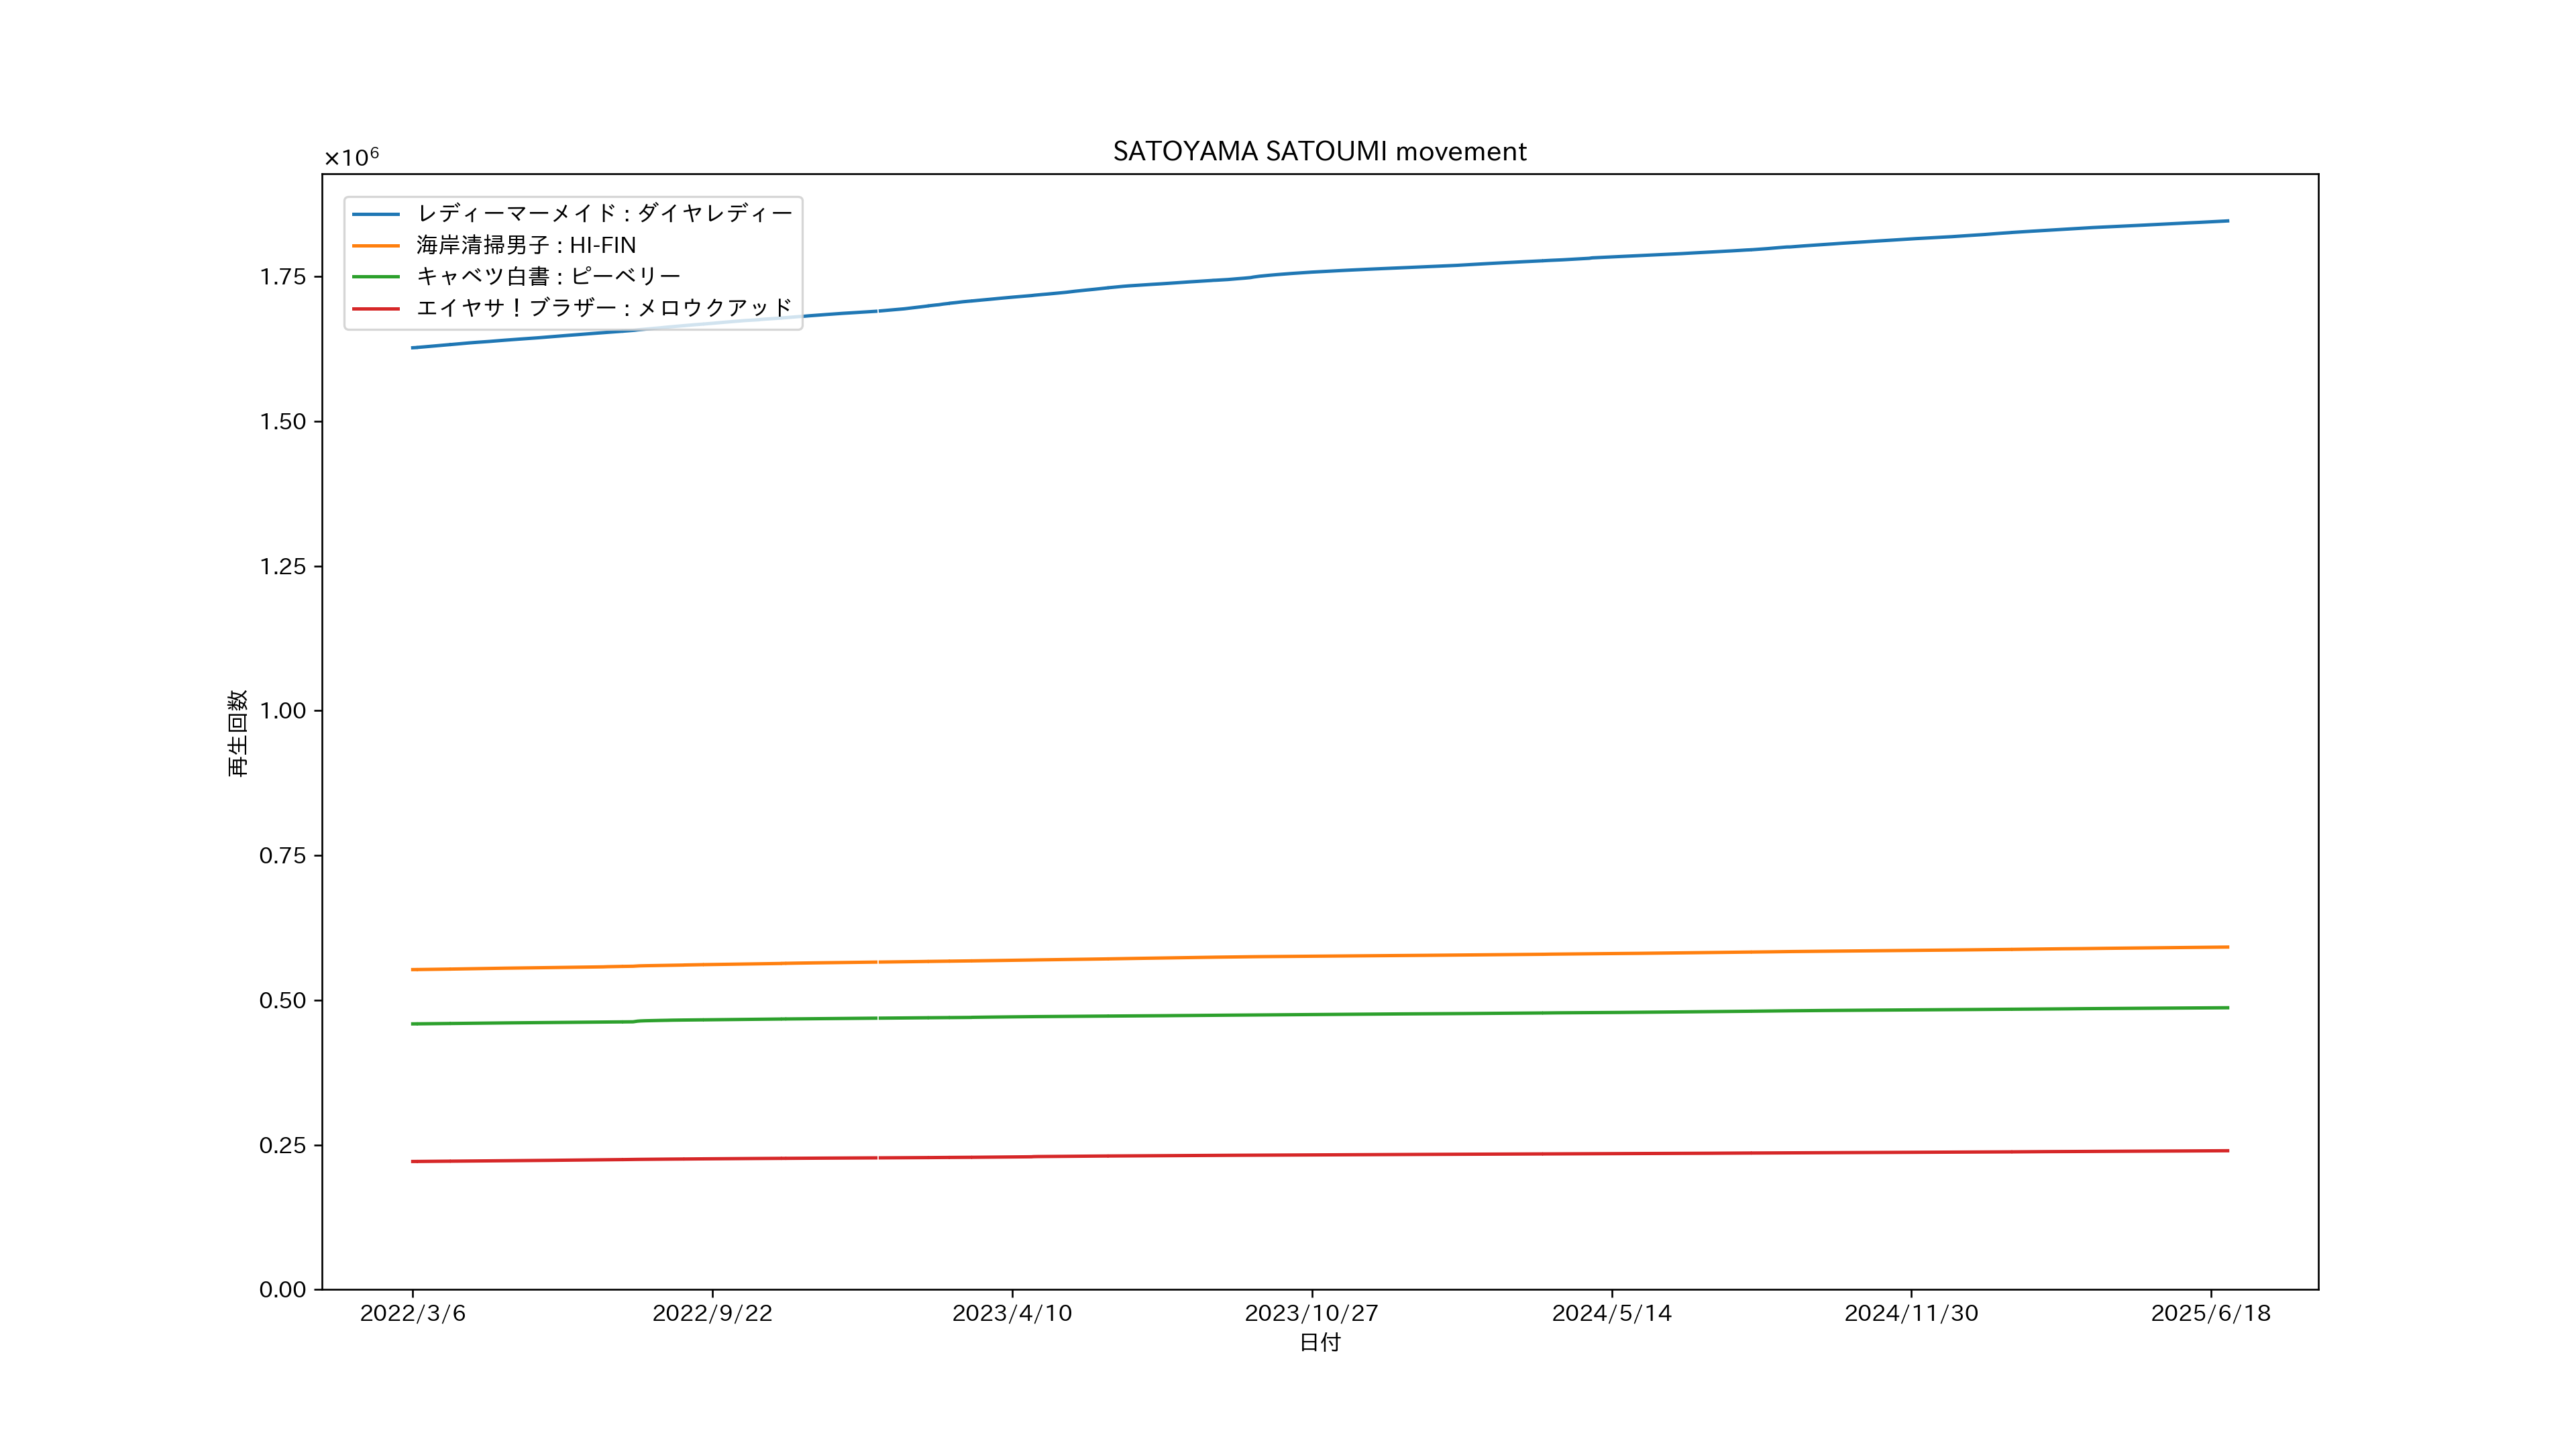 SATOYAMA SATOUMI movement
×10⁶
レディーマーメイド : ダイヤレディー
海岸清掃男子 : HI-FIN
キャベツ白書 : ピーベリー
エイヤサ！ブラザー : メロウクアッド
1.75
1.50
1.25
1.00
0.75
0.50
0.25
0.00
再生回数
2022/3/6 2022/9/22 2023/4/10 2023/10/27 2024/5/14 2024/11/30 2025/6/18
日付